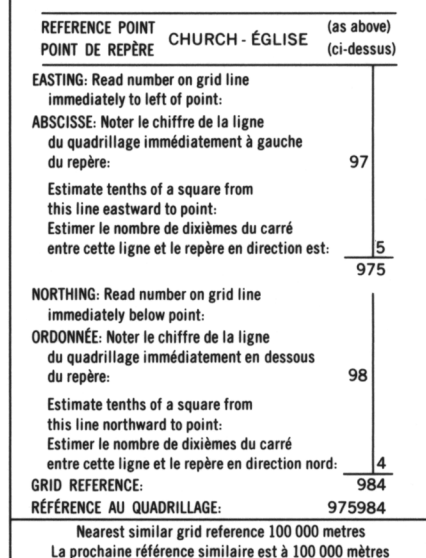 REFERENCE POINT CHURCH - ÉGLISE (as above)
POINT DE REPÈRE (ci-dessus)
EASTING: Read number on grid line
immediately to left of point:
ABSCISSE: Noter le chiffre de la ligne
du quadrillage immédiatement à gauche
du repère: 97
Estimate tenths of a square from
this line eastward to point:
Estimer le nombre de dixièmes du carré
entre cette ligne et le repère en direction est: 5
975
NORTHING: Read number on grid line
immediately below point:
ORDONNÉE: Noter le chiffre de la ligne
du quadrillage immédiatement en dessous
du repère: 98
Estimate tenths of a square from
this line northward to point:
Estimer le nombre de dixièmes du carré
entre cette ligne et le repère en direction nord: 4
GRID REFERENCE: 984
RÉFÉRENCE AU QUADRILLAGE: 975984
Nearest similar grid reference 100 000 metres
La prochaine référence similaire est à 100 000 mètres